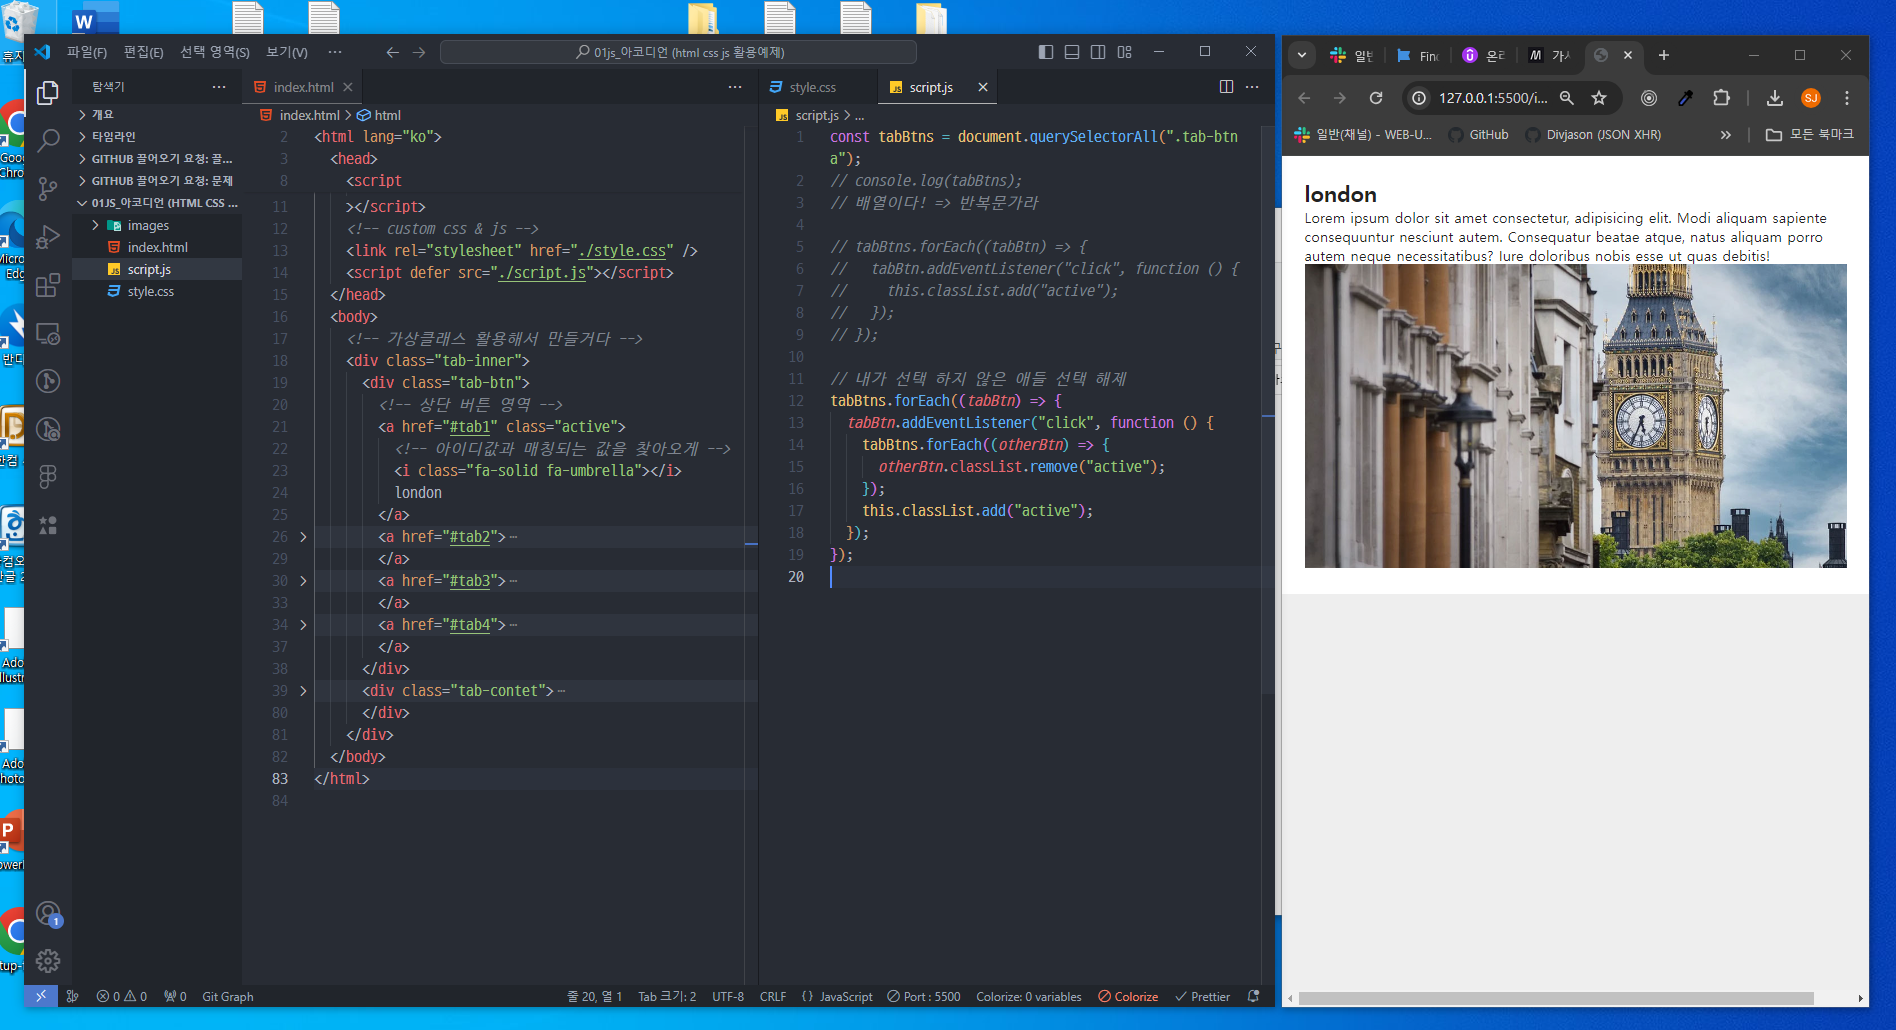 파일(F) 편집(E) 선택 영역(S) 보기(V) ···
01js_아코디언 (html css js 활용예제)
탐색기
개요
타임라인
GITHUB 끌어오기 요청: 끌...
GITHUB 끌어오기 요청: 문제
01JS_아코디언 (HTML CSS ...
images
index.html
script.js
style.css
index.html
index.html > html
2 <html lang="ko">
3 <head>
8 <script
11 ></script>
12 <!-- custom css & js -->
13 <link rel="stylesheet" href="./style.css" />
14 <script defer src="./script.js"></script>
15 </head>
16 <body>
17 <!-- 가상클래스 활용해서 만들거다 -->
18 <div class="tab-inner">
19 <div class="tab-btn">
20 <!-- 상단 버튼 영역 -->
21 <a href="#tab1" class="active">
22 <!-- 아이디값과 매칭되는 값을 찾아오게 -->
23 <i class="fa-solid fa-umbrella"></i>
24 london
25 </a>
26 <a href="#tab2">···
29 </a>
30 <a href="#tab3">···
33 </a>
34 <a href="#tab4">···
37 </a>
38 </div>
39 <div class="tab-contet">···
80 </div>
81 </div>
82 </body>
83 </html>
84
style.css script.js
script.js > ...
1 const tabBtns = document.querySelectorAll(".tab-btn
a");
2 // console.log(tabBtns);
3 // 배열이다! => 반복문가라
4
5 // tabBtns.forEach((tabBtn) => {
6 //   tabBtn.addEventListener("click", function () {
7 //     this.classList.add("active");
8 //   });
9 // });
10
11 // 내가 선택 하지 않은 애들 선택 해제
12 tabBtns.forEach((tabBtn) => {
13 tabBtn.addEventListener("click", function () {
14 tabBtns.forEach((otherBtn) => {
15 otherBtn.classList.remove("active");
16 });
17 this.classList.add("active");
18 });
19 });
20
1
0 0 0 Git Graph 줄 20, 열 1 Tab 크기: 2 UTF-8 CRLF {} JavaScript Port : 5500 Colorize: 0 variables Colorize Prettier
일반 Fin 온라 가사
127.0.0.1:5500/i... SJ
일반(채널) - WEB-U... GitHub Divjason (JSON XHR) » 모든 북마크
london
Lorem ipsum dolor sit amet consectetur, adipisicing elit. Modi aliquam sapiente
consequuntur nesciunt autem. Consequatur beatae atque, natus aliquam porro
autem neque necessitatibus? Iure doloribus nobis esse ut quas debitis!